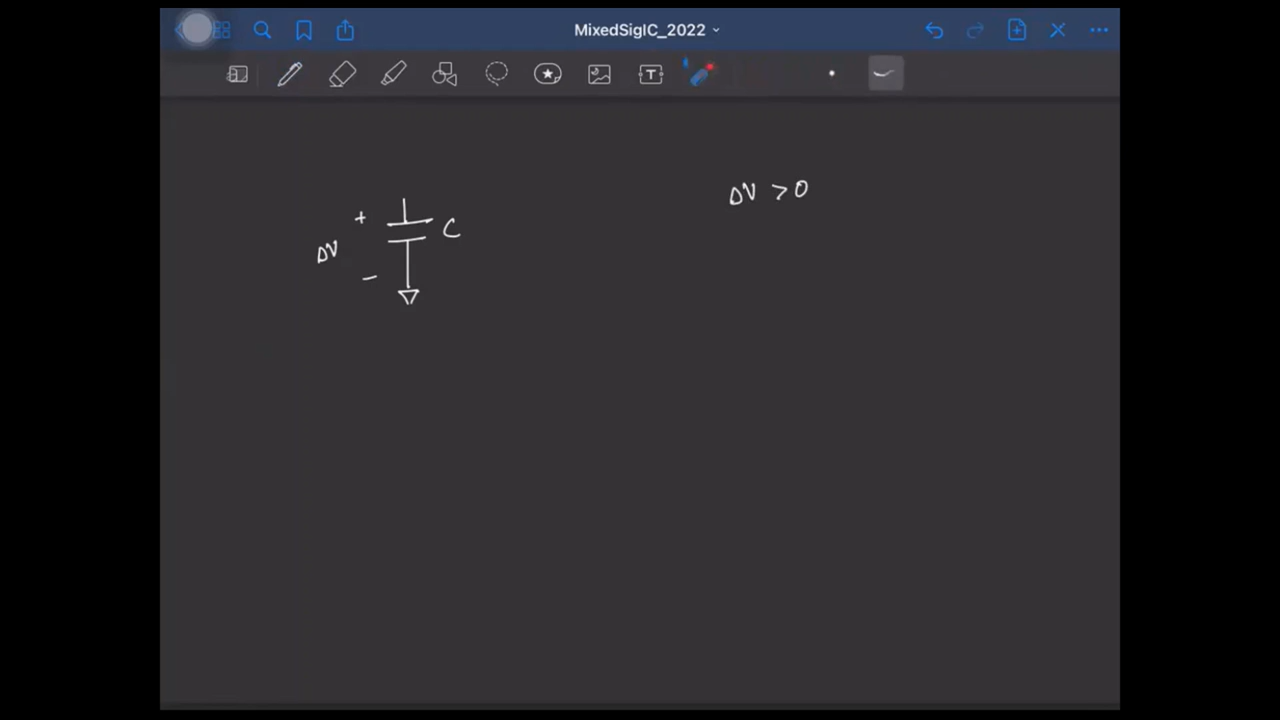 MixedSigIC_2022
T
ΔV > 0
+
C
ΔV
−